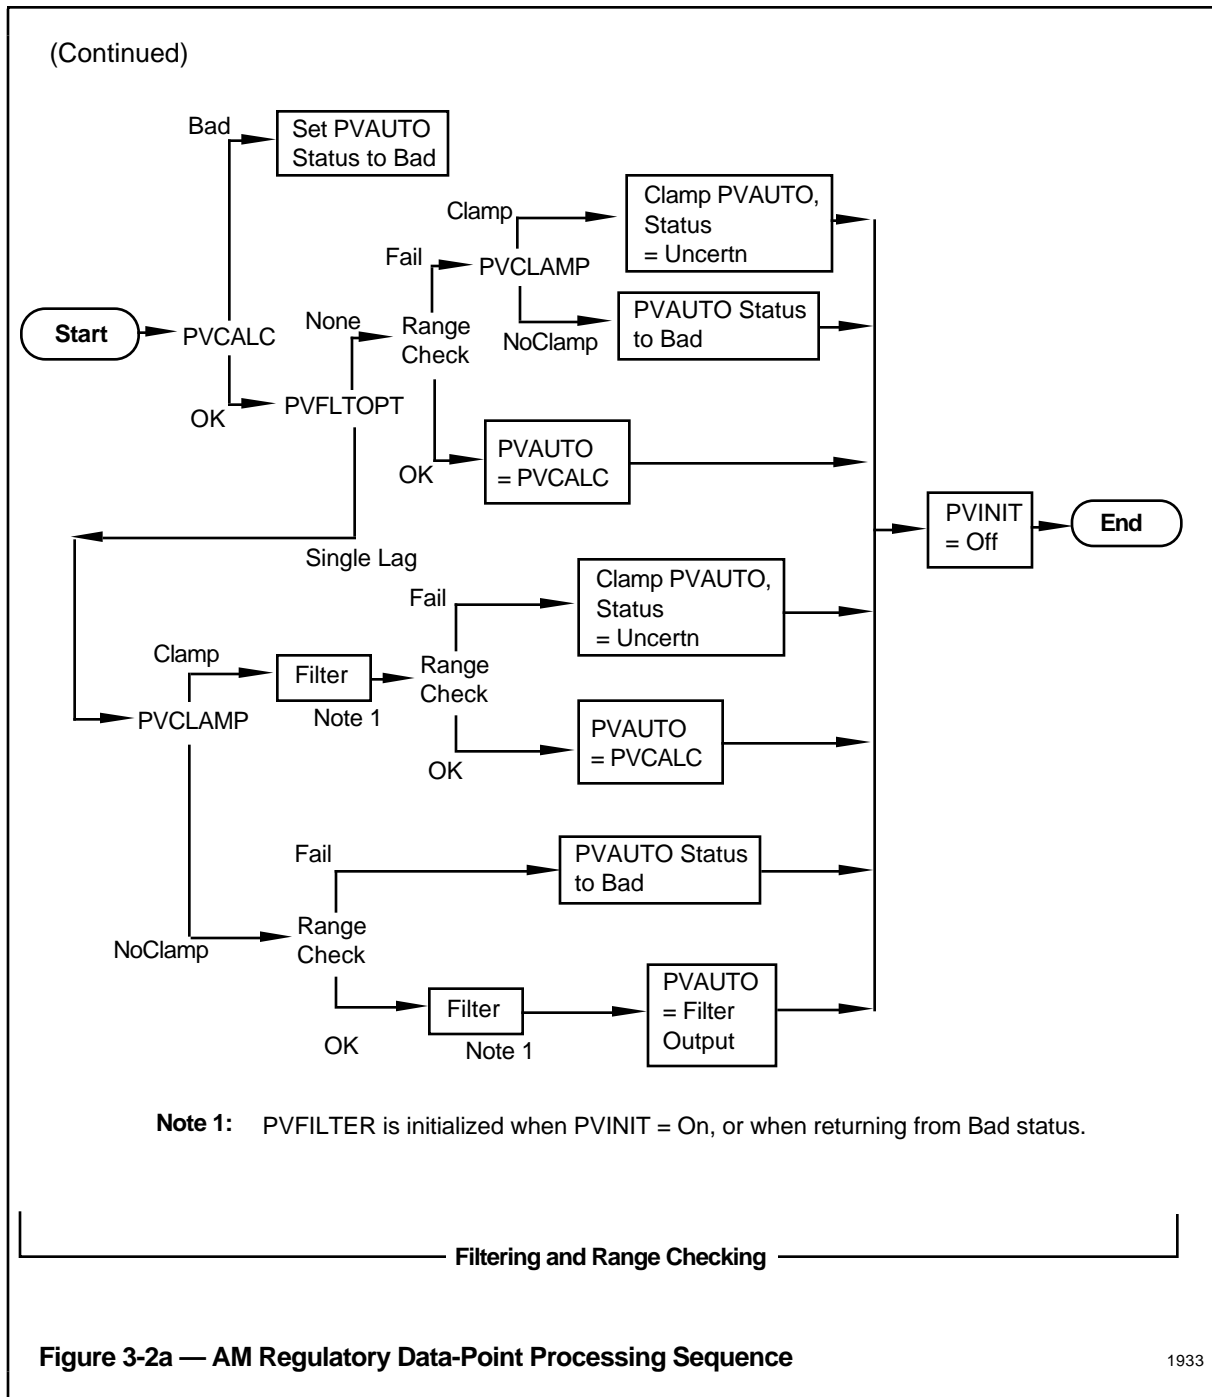 (Continued)
Bad
Set PVAUTO
Status to Bad
Clamp
Clamp PVAUTO,
Status
= Uncertn
Fail
PVCLAMP
Start
PVCALC
None
Range
Check
NoClamp
PVAUTO Status
to Bad
OK
PVFLTOPT
OK
PVAUTO
= PVCALC
PVINIT
= Off
End
Single Lag
Fail
Clamp PVAUTO,
Status
= Uncertn
Clamp
Filter
Range
Check
PVCLAMP
Note 1
OK
PVAUTO
= PVCALC
Fail
PVAUTO Status
to Bad
NoClamp
Range
Check
OK
Filter
Note 1
PVAUTO
= Filter
Output
Note 1: PVFILTER is initialized when PVINIT = On, or when returning from Bad status.
Filtering and Range Checking
Figure 3-2a — AM Regulatory Data-Point Processing Sequence
1933